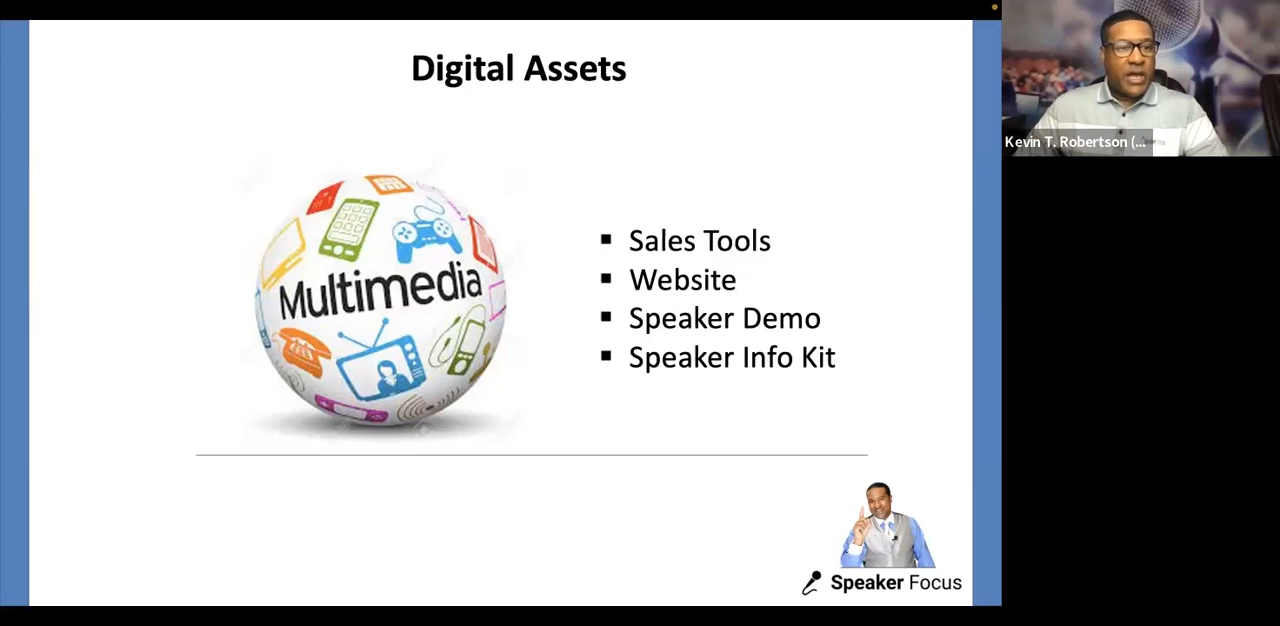 Digital Assets
Multimedia
▪ Sales Tools
▪ Website
▪ Speaker Demo
▪ Speaker Info Kit
Speaker Focus
Kevin T. Robertson (...